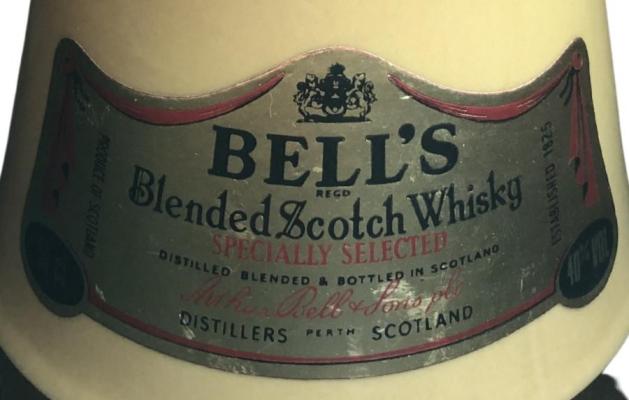 BELL'S
REGD
Blended Scotch Whisky
SPECIALLY SELECTED
DISTILLED BLENDED & BOTTLED IN SCOTLAND
Arthur Bell & Sons plc
DISTILLERS PERTH SCOTLAND
PRODUCT OF SCOTLAND
ESTABLISHED 1825
40% VOL